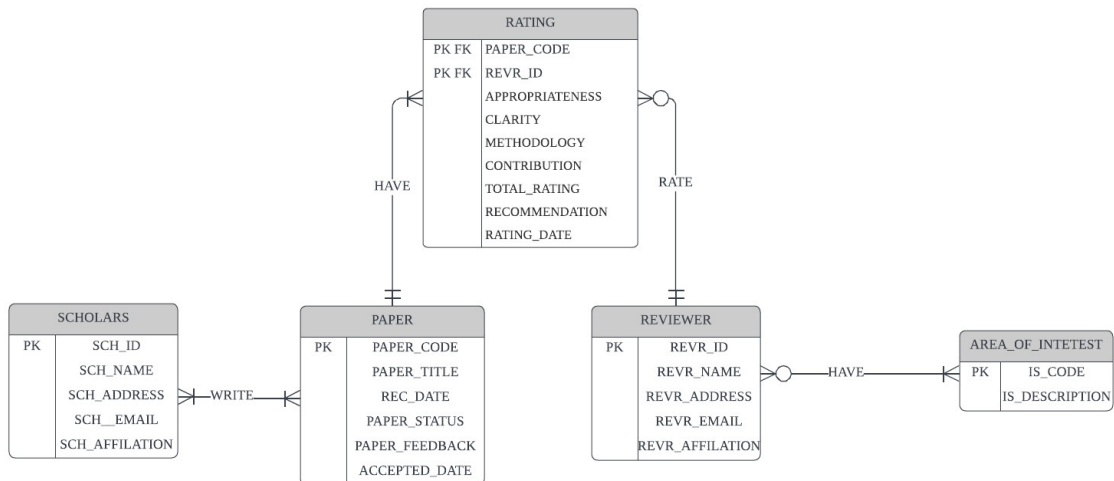 RATING
PK FK PAPER_CODE
PK FK REVR_ID
APPROPRIATENESS
CLARITY
METHODOLOGY
CONTRIBUTION
TOTAL_RATING
RECOMMENDATION
RATING_DATE
HAVE
RATE
SCHOLARS
PK SCH_ID
SCH_NAME
SCH_ADDRESS
SCH__EMAIL
SCH_AFFILATION
WRITE
PAPER
PK PAPER_CODE
PAPER_TITLE
REC_DATE
PAPER_STATUS
PAPER_FEEDBACK
ACCEPTED_DATE
REVIEWER
PK REVR_ID
REVR_NAME
REVR_ADDRESS
REVR_EMAIL
REVR_AFFILATION
HAVE
AREA_OF_INTETEST
PK IS_CODE
IS_DESCRIPTION